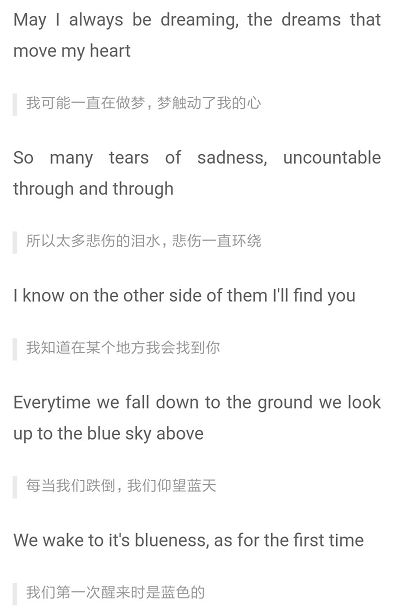 May I always be dreaming, the dreams that
move my heart
我可能一直在做梦，梦触动了我的心
So many tears of sadness, uncountable
through and through
所以太多悲伤的泪水，悲伤一直环绕
I know on the other side of them I'll find you
我知道在某个地方我会找到你
Everytime we fall down to the ground we look
up to the blue sky above
每当我们跌倒，我们仰望蓝天
We wake to it's blueness, as for the first time
我们第一次醒来时是蓝色的